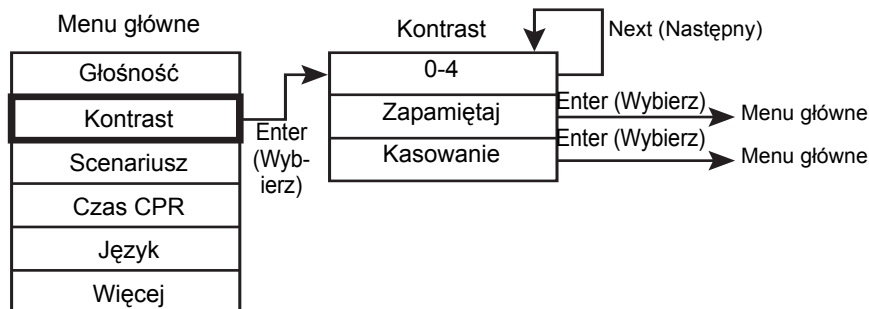 Menu główne
Głośność
Kontrast
Scenariusz
Czas CPR
Język
Więcej
Enter
(Wyb-
ierz)
Kontrast
Next (Następny)
0-4
Zapamiętaj
Enter (Wybierz)
Menu główne
Kasowanie
Enter (Wybierz)
Menu główne